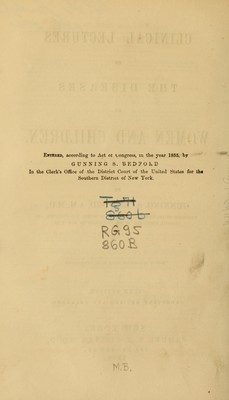 Entered, according to Act of Congress, in the year 1855, by
GUNNING S. BEDFORD
In the Clerk's Office of the District Court of the United States for the
Southern District of New York.
RG95
860B
M.B.